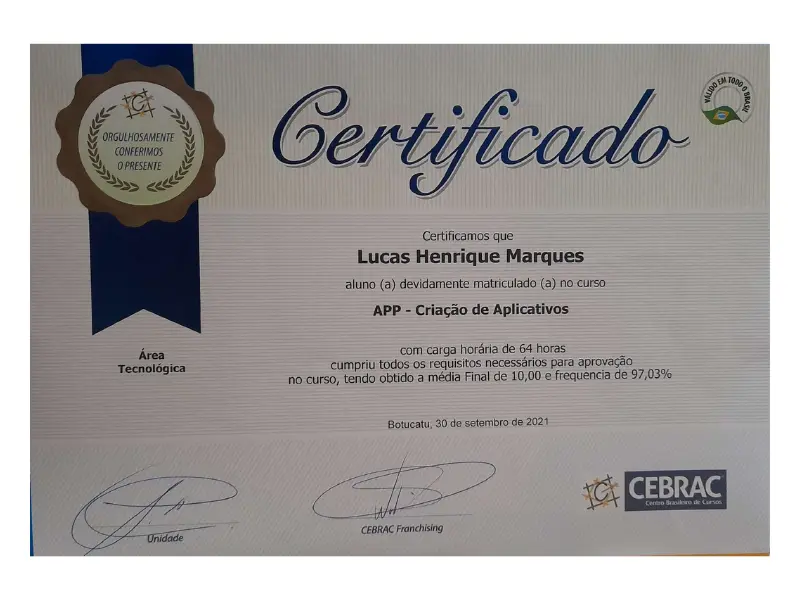 Certificado
VÁLIDO EM TODO O BRASIL
C
ORGULHOSAMENTE
CONFERIMOS
O PRESENTE
Certificamos que
Lucas Henrique Marques
aluno (a) devidamente matriculado (a) no curso
APP - Criação de Aplicativos
Área
Tecnológica
com carga horária de 64 horas
cumpriu todos os requisitos necessários para aprovação
no curso, tendo obtido a média Final de 10,00 e frequencia de 97,03%
Botucatu, 30 de setembro de 2021
Unidade
CEBRAC Franchising
C
CEBRAC
Centro Brasileiro de Cursos